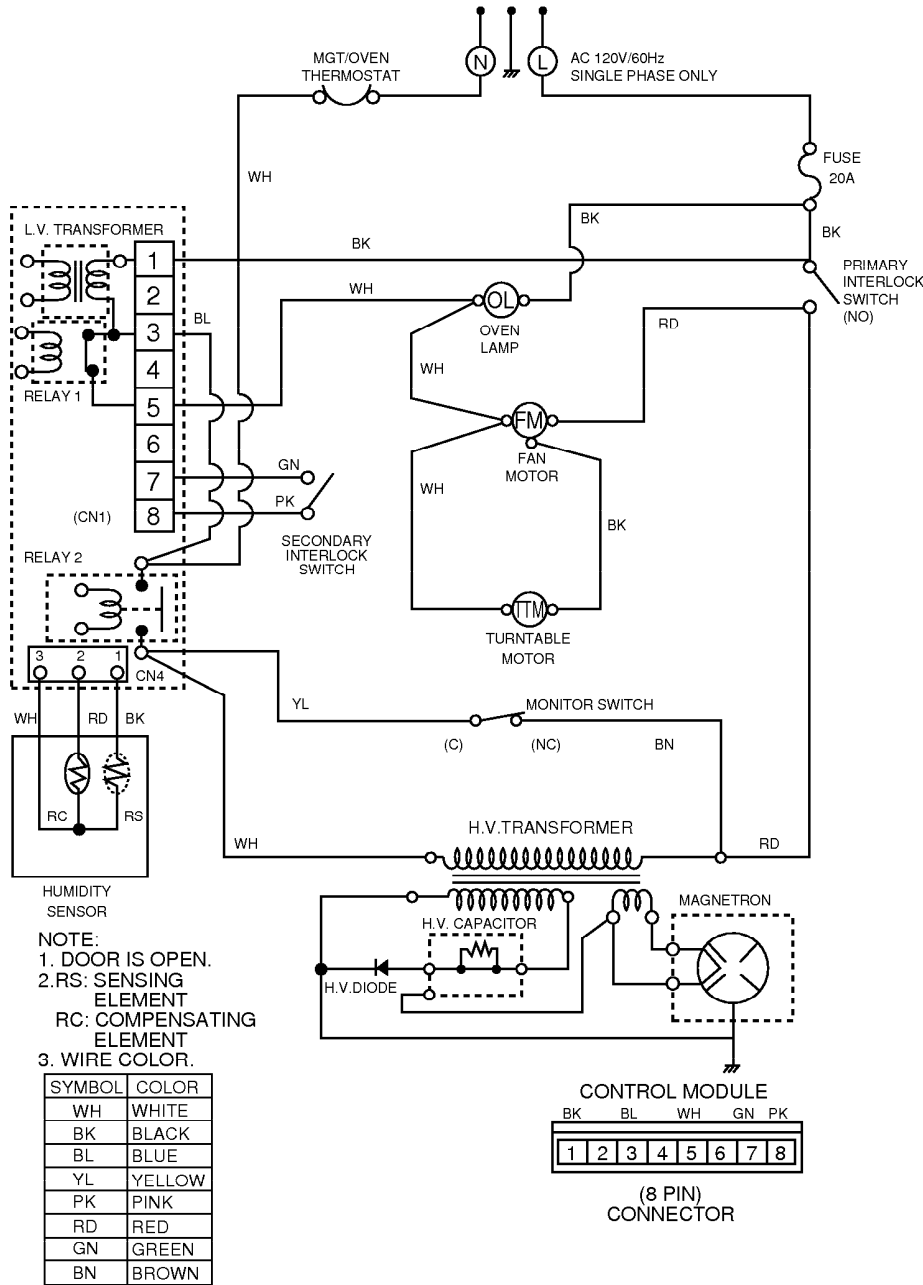 MGT/OVEN
THERMOSTAT
N
L
AC 120V/60Hz
SINGLE PHASE ONLY
FUSE
20A
WH
BK
BK
L.V. TRANSFORMER
BK
1
2
3
4
5
6
7
8
BL
WH
OL
OVEN
LAMP
RD
PRIMARY
INTERLOCK
SWITCH
(NO)
RELAY 1
WH
FM
FAN
MOTOR
GN
PK
(CN1)
SECONDARY
INTERLOCK
SWITCH
WH
BK
RELAY 2
TTM
TURNTABLE
MOTOR
3 2 1
CN4
WH RD BK
YL
MONITOR SWITCH
(C) (NC) BN
RC RS
HUMIDITY
SENSOR
WH
H.V.TRANSFORMER
RD
H.V. CAPACITOR
MAGNETRON
H.V.DIODE
NOTE:
1. DOOR IS OPEN.
2.RS: SENSING
ELEMENT
RC: COMPENSATING
ELEMENT
3. WIRE COLOR.
SYMBOL COLOR
WH WHITE
BK BLACK
BL BLUE
YL YELLOW
PK PINK
RD RED
GN GREEN
BN BROWN
CONTROL MODULE
BK BL WH GN PK
1 2 3 4 5 6 7 8
(8 PIN)
CONNECTOR